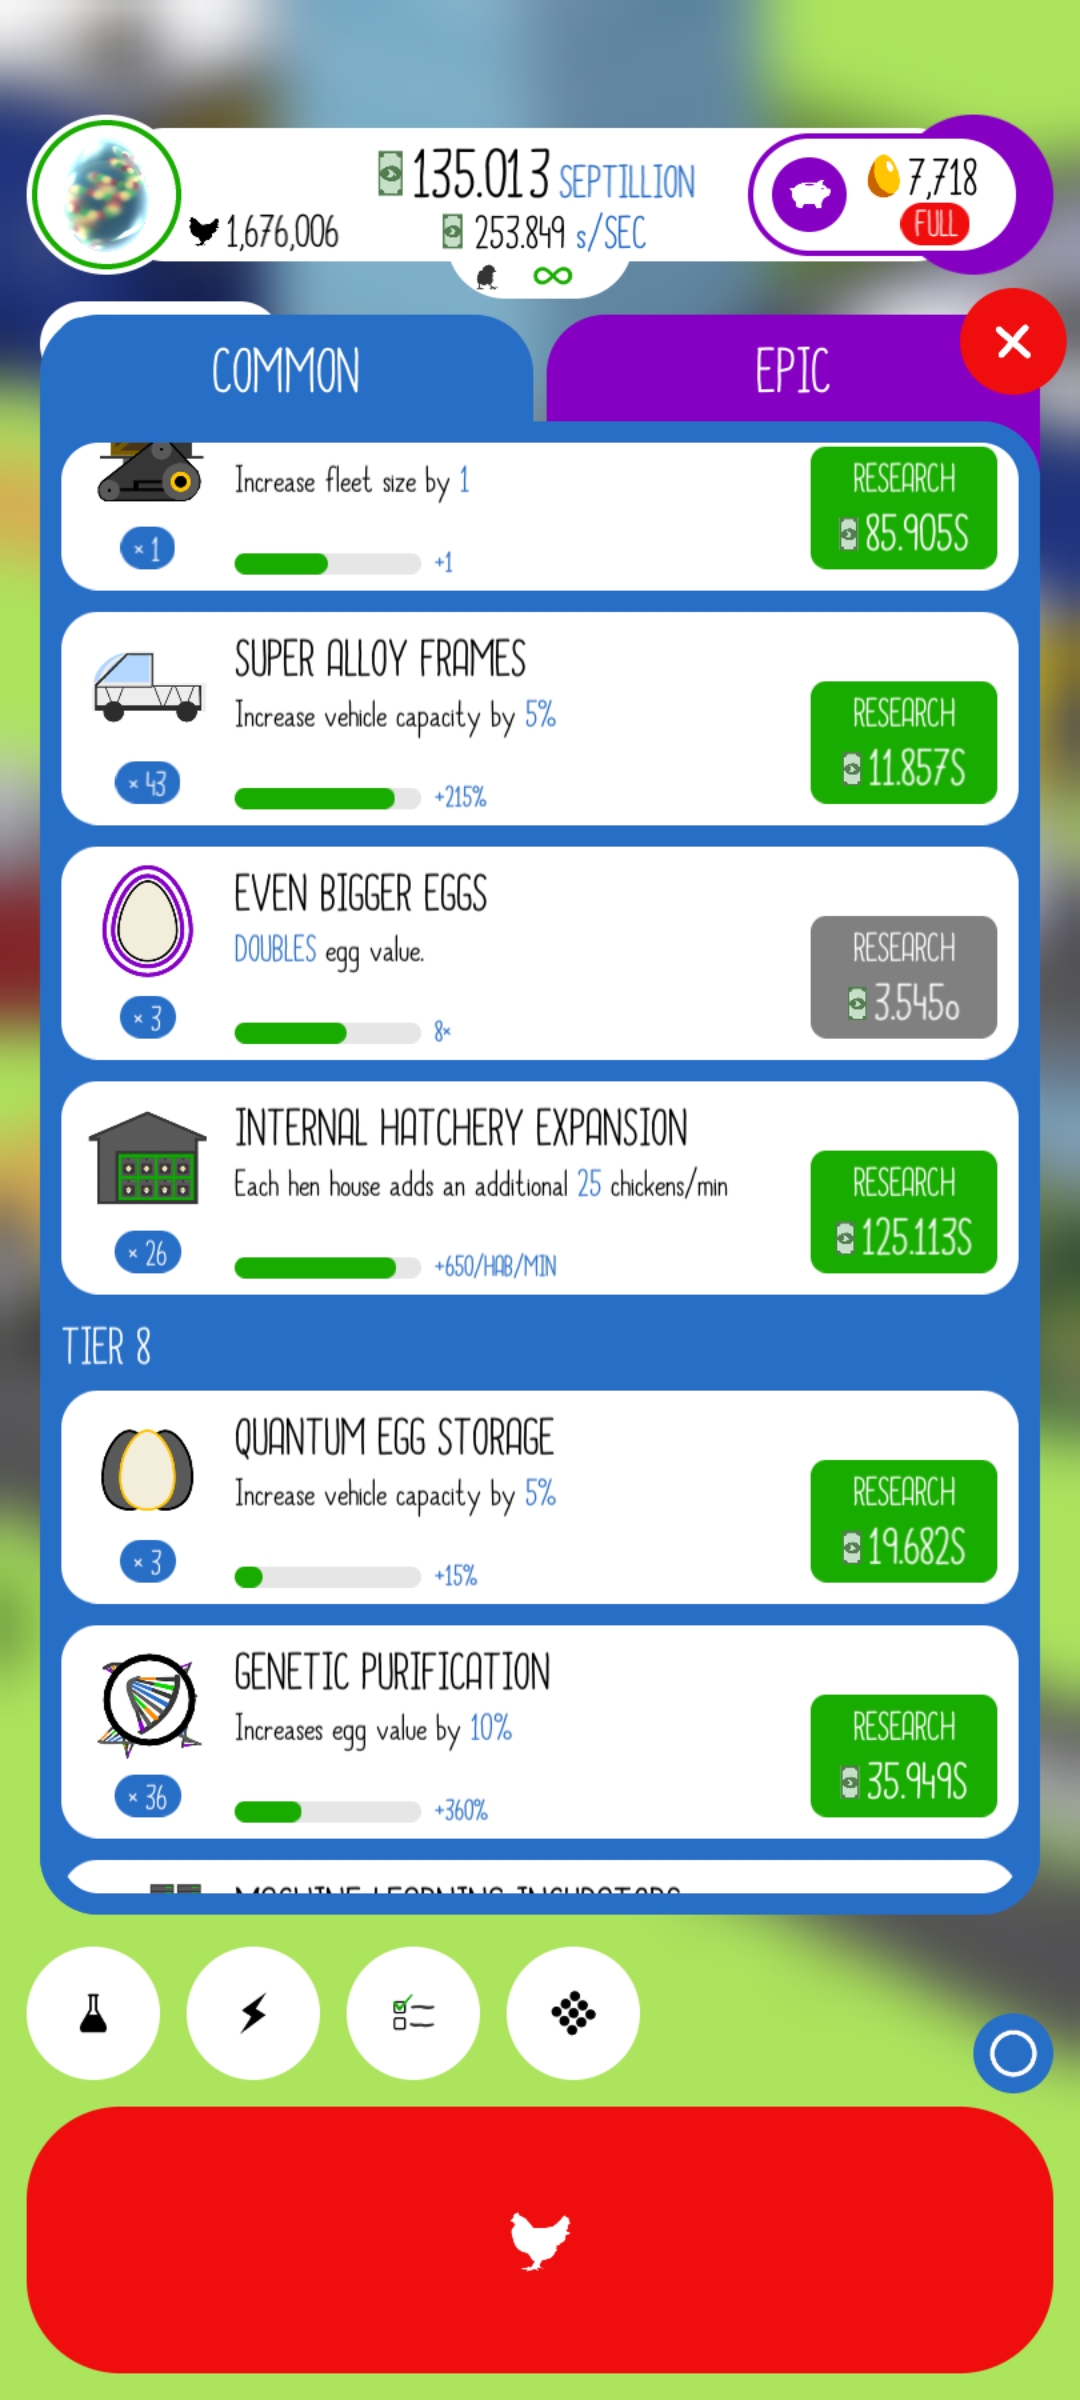 135.013 SEPTILLION
7,718
1,676,006
253.849 s/SEC
FULL
COMMON
EPIC
Increase fleet size by 1
RESEARCH
85.905S
× 1
+1
SUPER ALLOY FRAMES
Increase vehicle capacity by 5%
RESEARCH
11.857S
× 43
+215%
EVEN BIGGER EGGS
DOUBLES egg value.
RESEARCH
3.545o
× 3
8×
INTERNAL HATCHERY EXPANSION
Each hen house adds an additional 25 chickens/min
RESEARCH
125.113S
× 26
+650/HAB/MIN
TIER 8
QUANTUM EGG STORAGE
Increase vehicle capacity by 5%
RESEARCH
19.682S
× 3
+15%
GENETIC PURIFICATION
Increases egg value by 10%
RESEARCH
35.949S
× 36
+360%
MACHINE LEARNING INCUBATORS